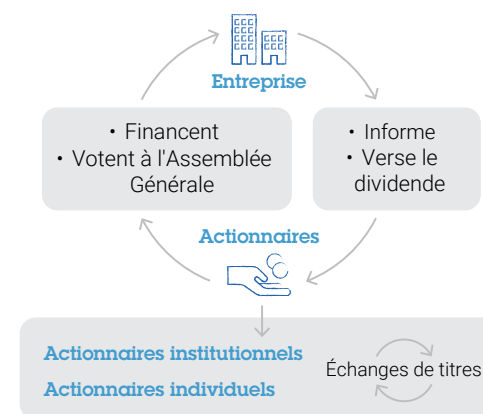 Entreprise
• Financent
• Votent à l'Assemblée
Générale
• Informe
• Verse le
dividende
Actionnaires
Actionnaires institutionnels
Actionnaires individuels
Échanges de titres